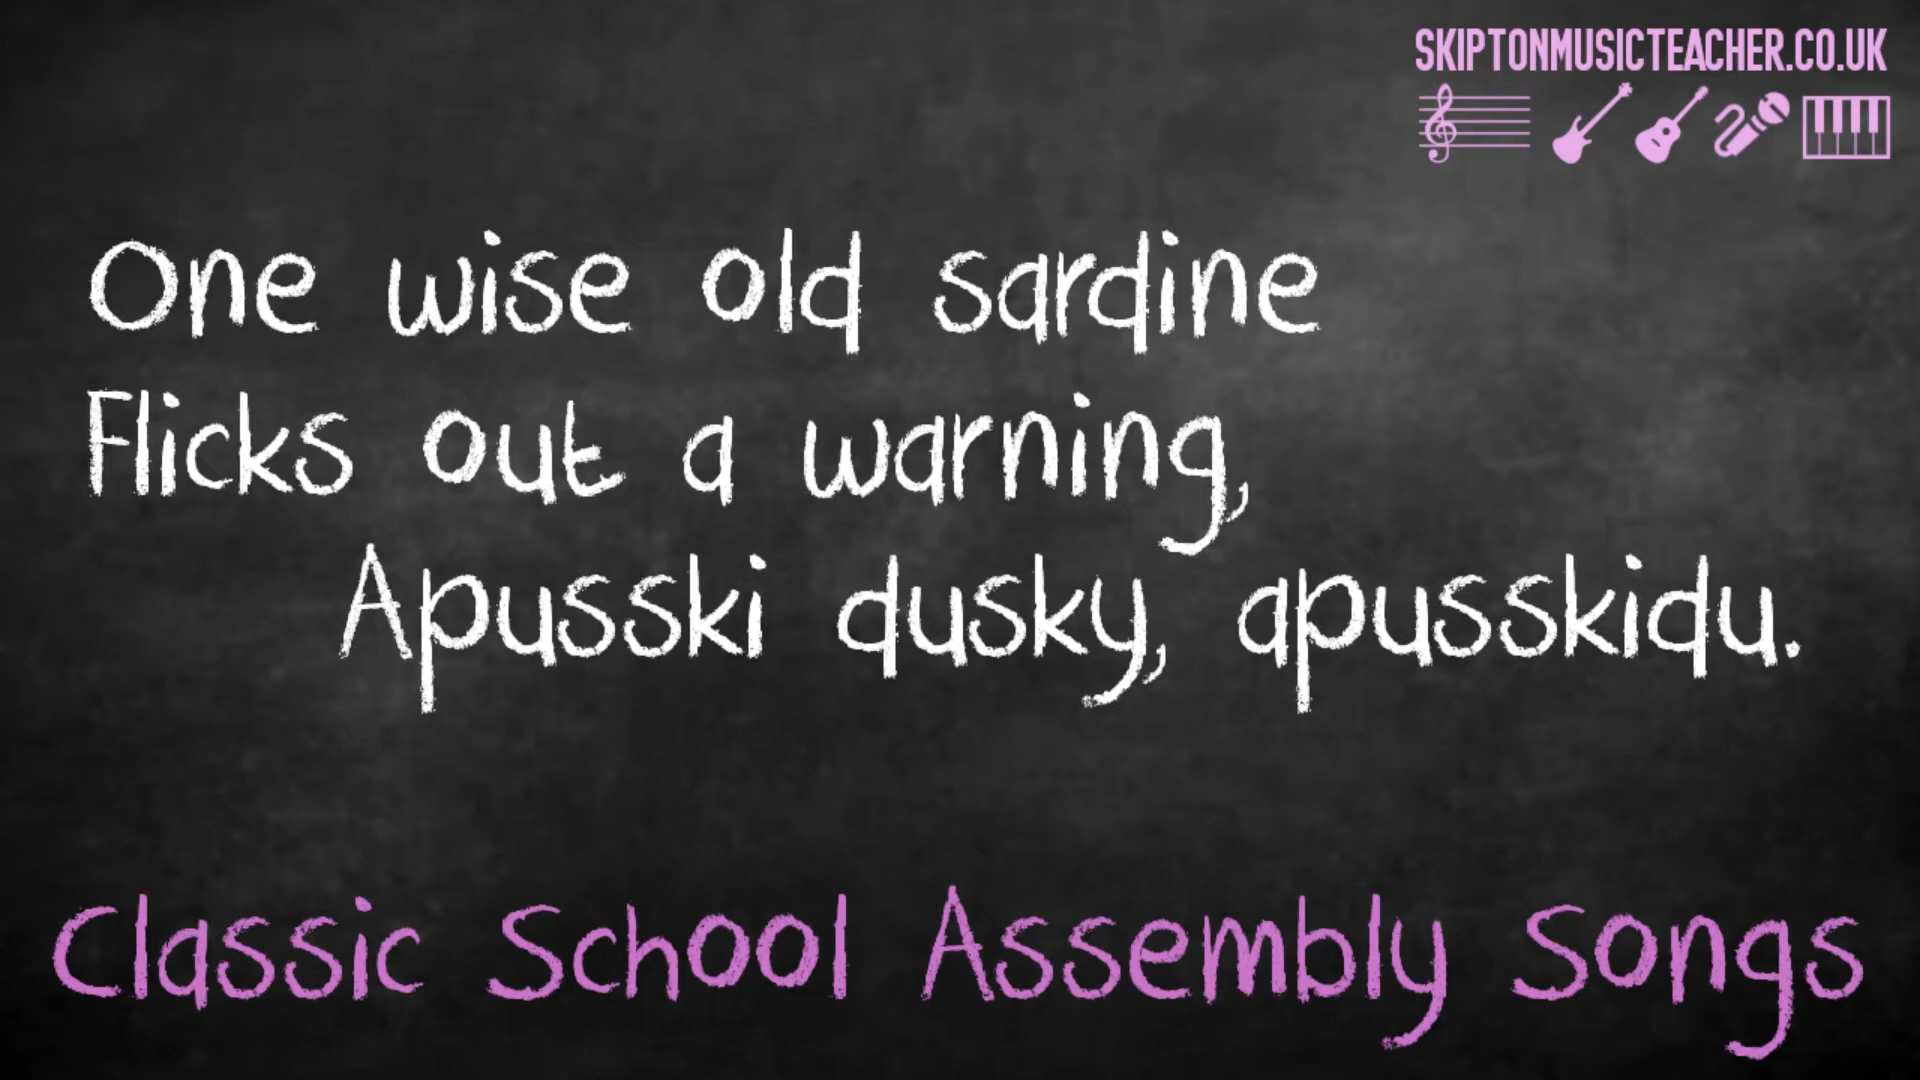 SKIPTONMUSICTEACHER.CO.UK
One wise old sardine
Flicks out a warning,
Apusski dusky, apusskidu.
Classic School Assembly Songs